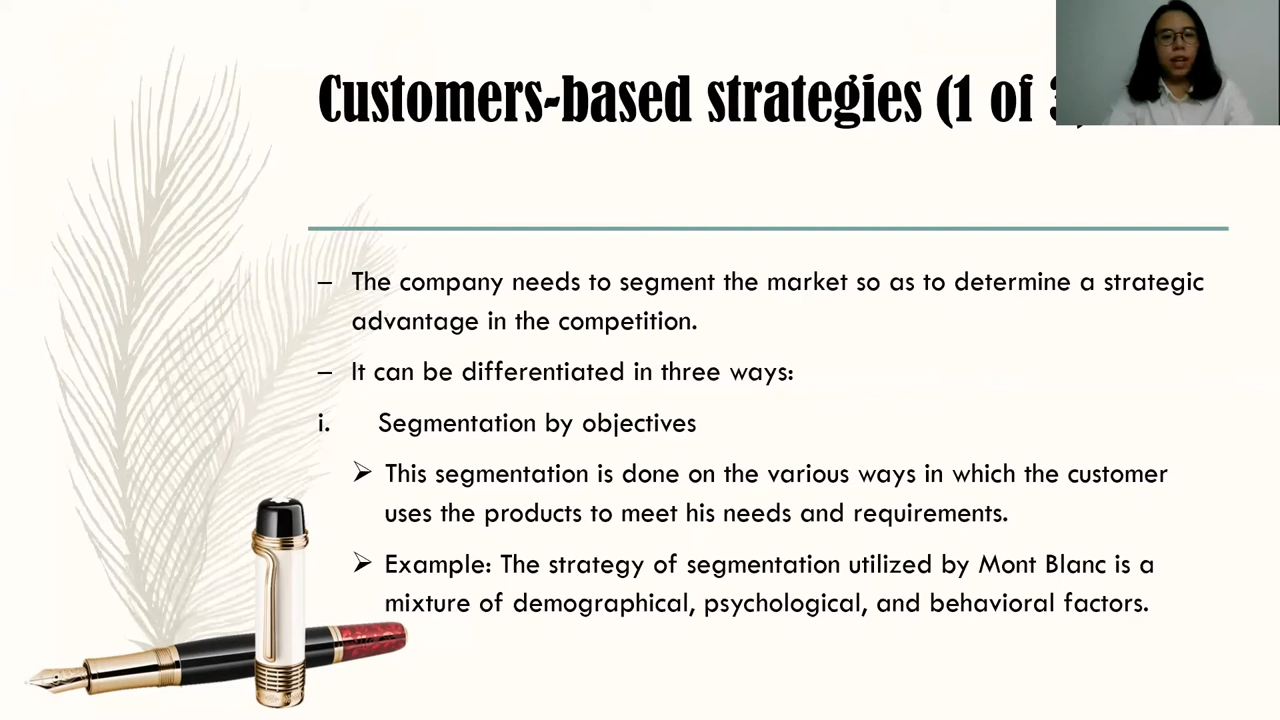 Customers-based strategies (1 of
– The company needs to segment the market so as to determine a strategic
advantage in the competition.
– It can be differentiated in three ways:
i. Segmentation by objectives
➢ This segmentation is done on the various ways in which the customer
uses the products to meet his needs and requirements.
➢ Example: The strategy of segmentation utilized by Mont Blanc is a
mixture of demographical, psychological, and behavioral factors.